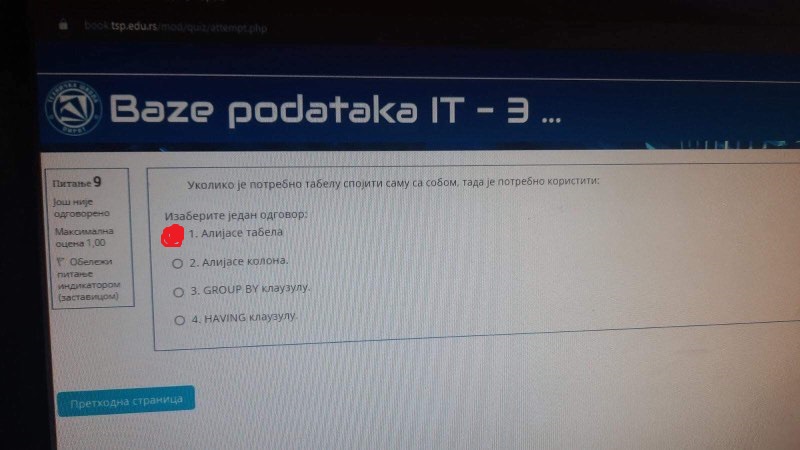 book.tsp.edu.rs/mod/quiz/attempt.php
Baze podataka IT - 3 ...
Питање 9
Још није
одговорено
Максимална
оцена 1,00
Обележи
питање
индикатором
(заставицом)
Уколико је потребно табелу спојити саму са собом, тада је потребно користити:
Изаберите један одговор:
1. Алијасе табела
2. Алијасе колона.
3. GROUP BY клаузулу.
4. HAVING клаузулу.
Претходна страница